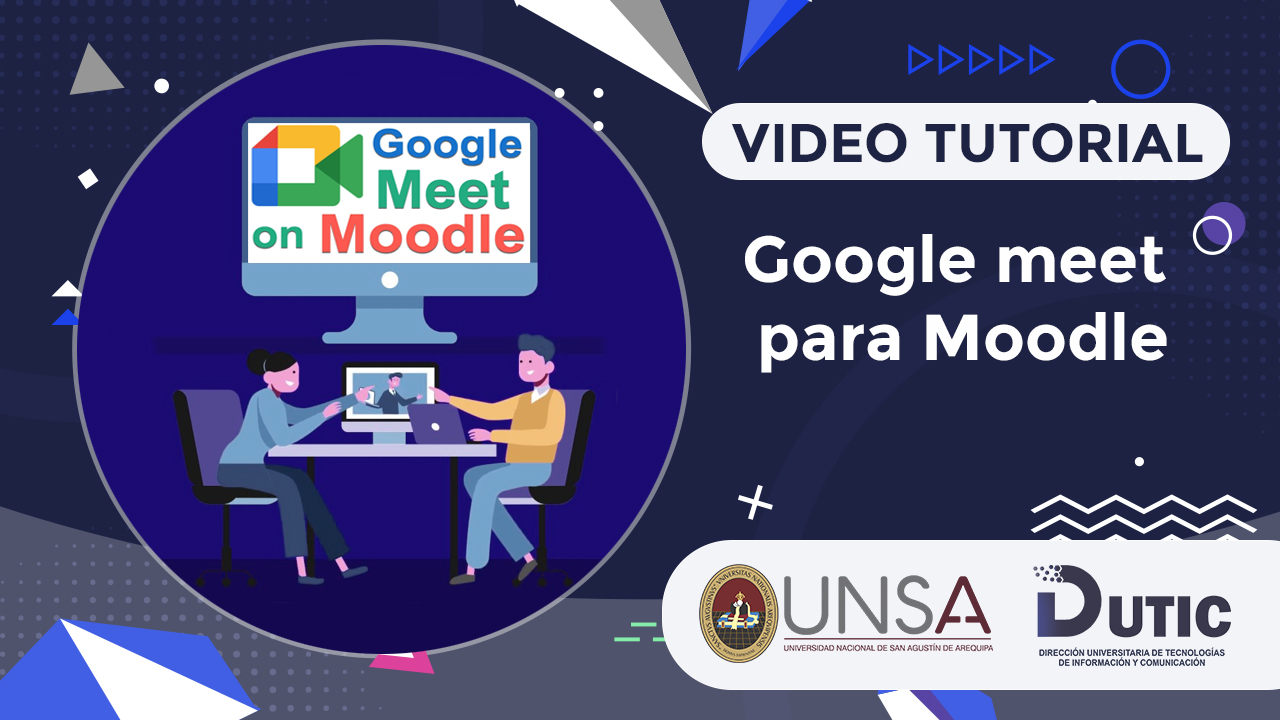 Google
Meet
on Moodle
VIDEO TUTORIAL
Google meet
para Moodle
UNSA
UNIVERSIDAD NACIONAL DE SAN AGUSTÍN DE AREQUIPA
DUTIC
DIRECCIÓN UNIVERSITARIA DE TECNOLOGÍAS
DE INFORMACIÓN Y COMUNICACIÓN